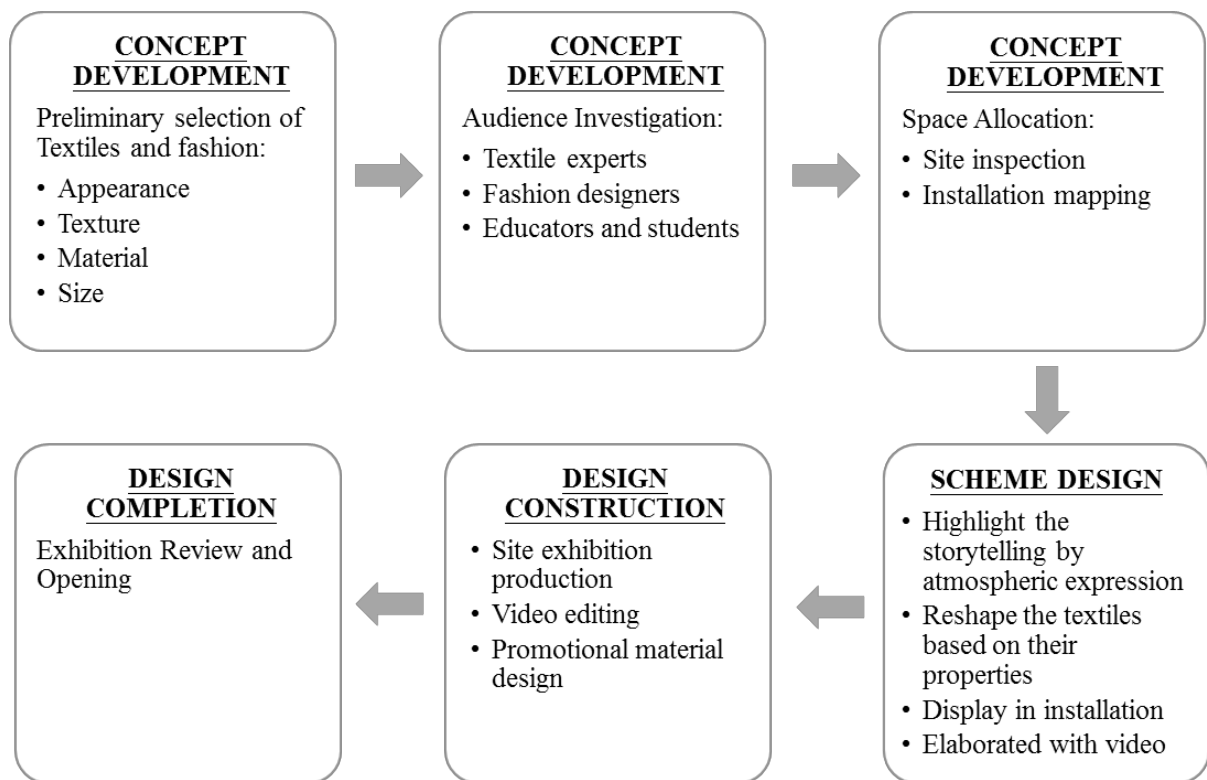 CONCEPT
DEVELOPMENT
Preliminary selection of
Textiles and fashion:
• Appearance
• Texture
• Material
• Size
CONCEPT
DEVELOPMENT
Audience Investigation:
• Textile experts
• Fashion designers
• Educators and students
CONCEPT
DEVELOPMENT
Space Allocation:
• Site inspection
• Installation mapping
SCHEME DESIGN
• Highlight the
storytelling by
atmospheric expression
• Reshape the textiles
based on their
properties
• Display in installation
• Elaborated with video
DESIGN
CONSTRUCTION
• Site exhibition
production
• Video editing
• Promotional material
design
DESIGN
COMPLETION
Exhibition Review and
Opening